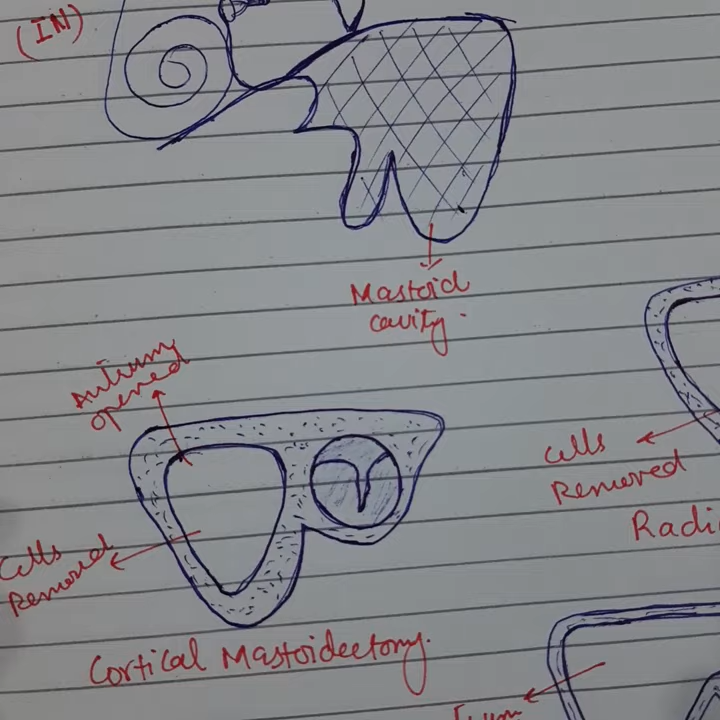 (IN)
Mastoid
cavity.
Antrum
opened
Cells
Removed
Cells
Removed
Radi
Cortical Mastoidectomy.